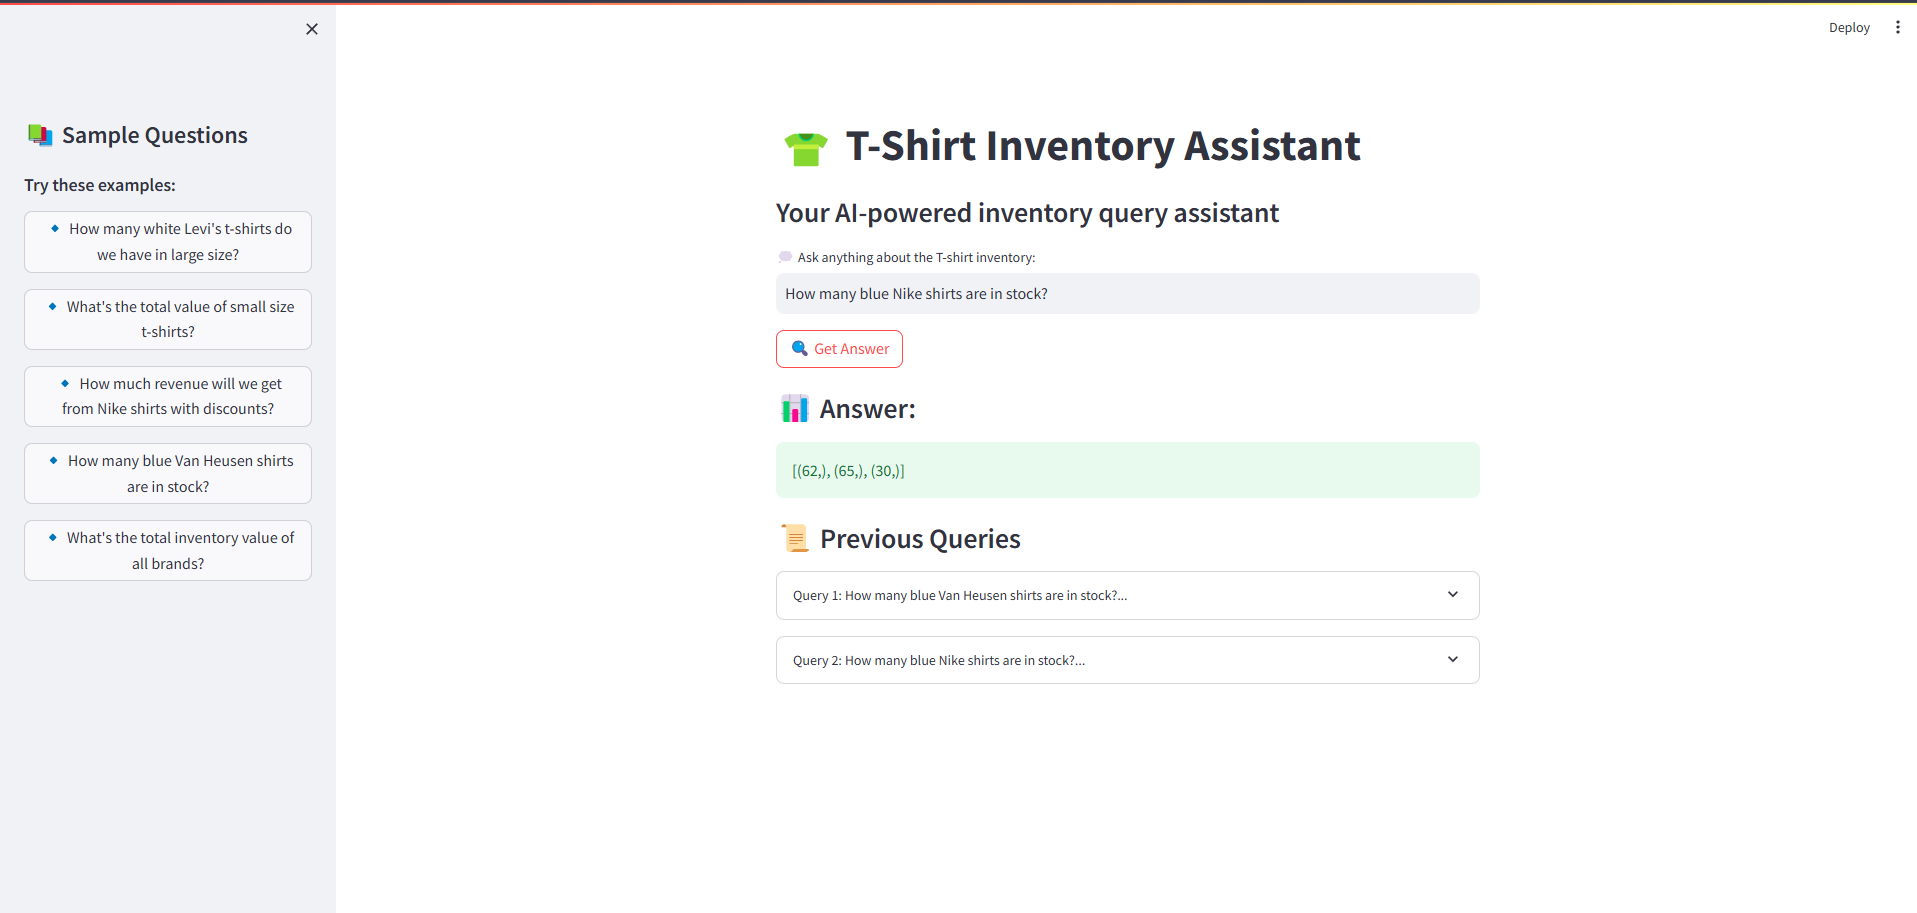 Deploy
Sample Questions
Try these examples:
How many white Levi's t-shirts do
we have in large size?
What's the total value of small size
t-shirts?
How much revenue will we get
from Nike shirts with discounts?
How many blue Van Heusen shirts
are in stock?
What's the total inventory value of
all brands?
T-Shirt Inventory Assistant
Your AI-powered inventory query assistant
Ask anything about the T-shirt inventory:
How many blue Nike shirts are in stock?
Get Answer
Answer:
[(62,), (65,), (30,)]
Previous Queries
Query 1: How many blue Van Heusen shirts are in stock?...
Query 2: How many blue Nike shirts are in stock?...